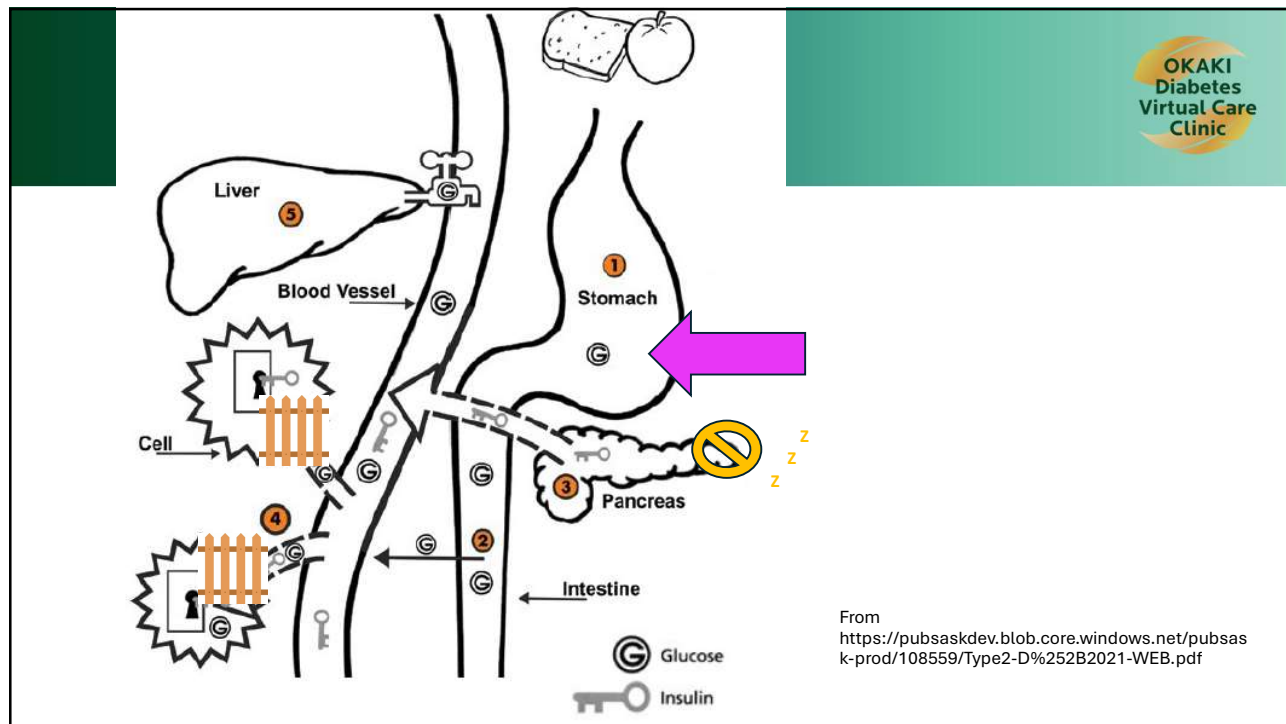 OKAKI
Diabetes
Virtual Care
Clinic
Liver
5
G
1
Stomach
Blood Vessel
G
G
Cell
G
G
G
z
z
z
3
Pancreas
4
G
G
2
G
Intestine
G
G
G Glucose
Insulin
From
https://pubsaskdev.blob.core.windows.net/pubsas
k-prod/108559/Type2-D%252B2021-WEB.pdf